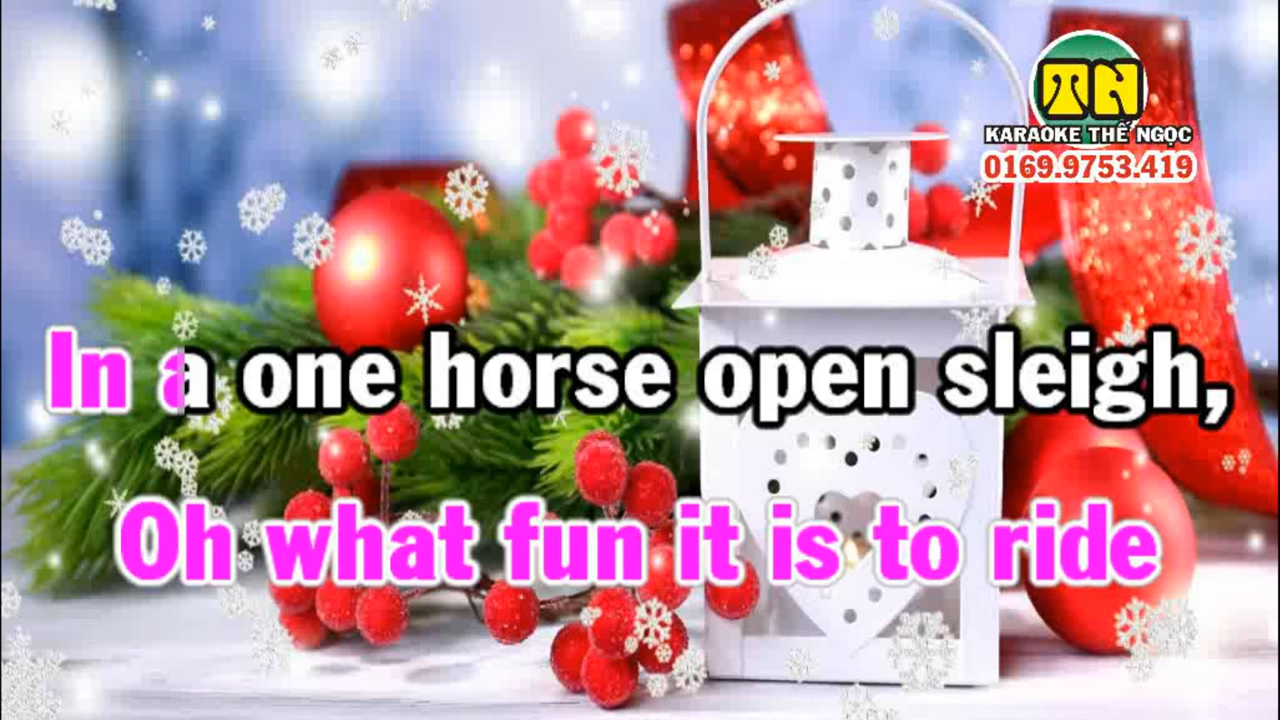 TN
KARAOKE THẾ NGỌC
0169.9753.419
In a one horse open sleigh,
Oh what fun it is to ride